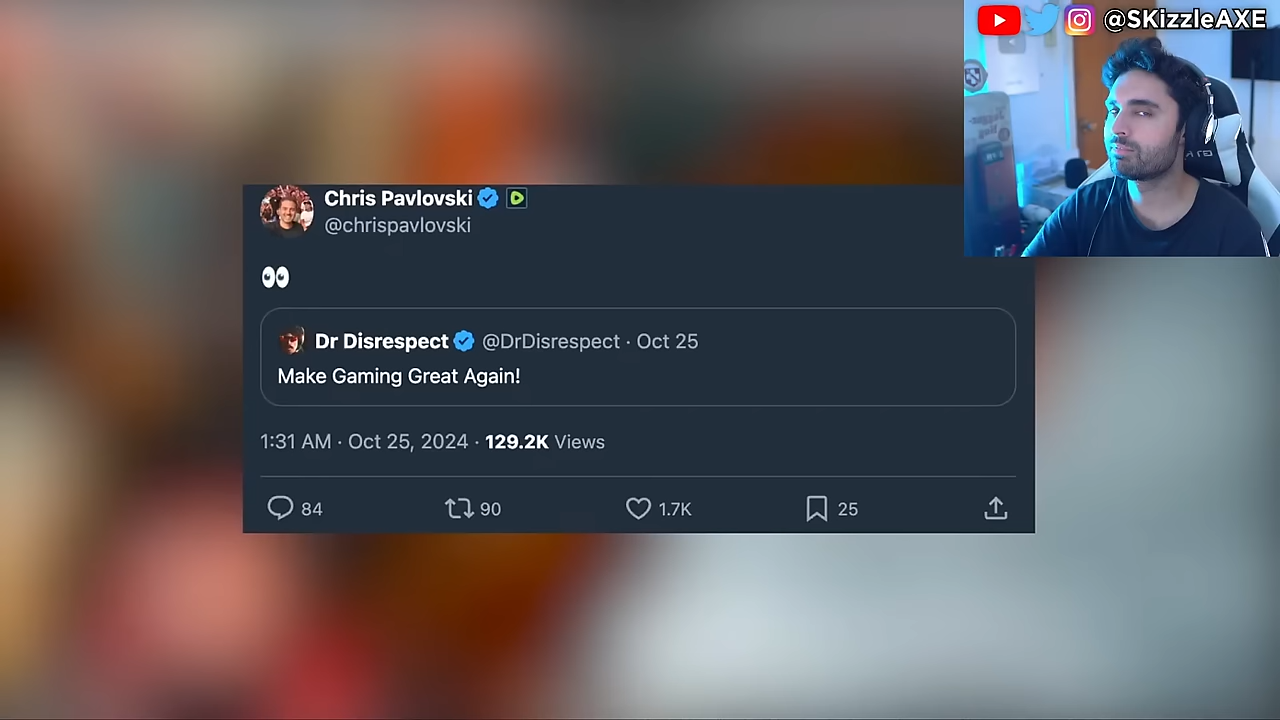 @SKizzleAXE
Chris Pavlovski
@chrispavlovski
👀
Dr Disrespect @DrDisrespect · Oct 25
Make Gaming Great Again!
1:31 AM · Oct 25, 2024 · 129.2K Views
84 90 1.7K 25